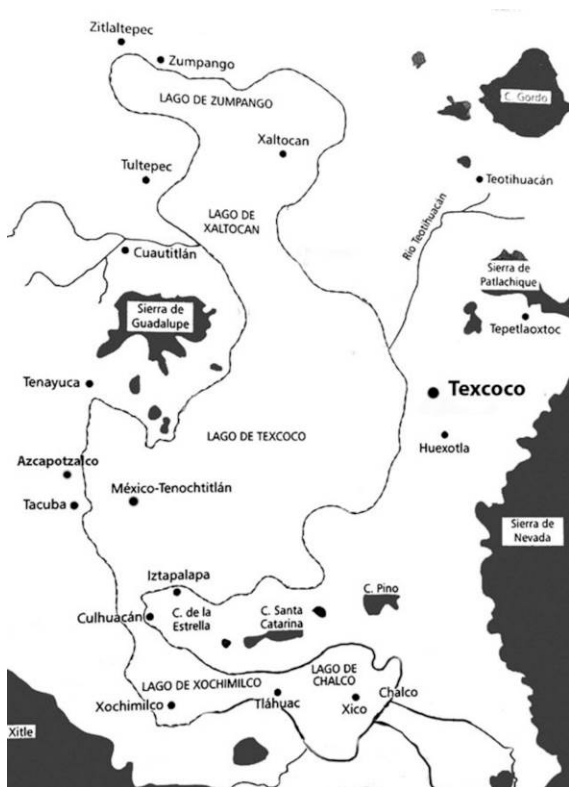 Zitlaltepec
Zumpango
LAGO DE ZUMPANGO
C. Gordo
Xaltocan
Tultepec
Teotihuacán
LAGO DE
XALTOCAN
Río Teotihuacán
Cuautitlán
Sierra de
Patlachique
Sierra de
Guadalupe
Tepetlaoxtoc
Tenayuca
Texcoco
LAGO DE TEXCOCO
Huexotla
Azcapotzalco
México-Tenochtitlán
Tacuba
Sierra de
Nevada
Iztapalapa
C. Pino
Culhuacán
C. de la
Estrella
C. Santa
Catarina
LAGO DE XOCHIMILCO
LAGO DE
CHALCO
Chalco
Xochimilco
Tláhuac
Xico
Xitle